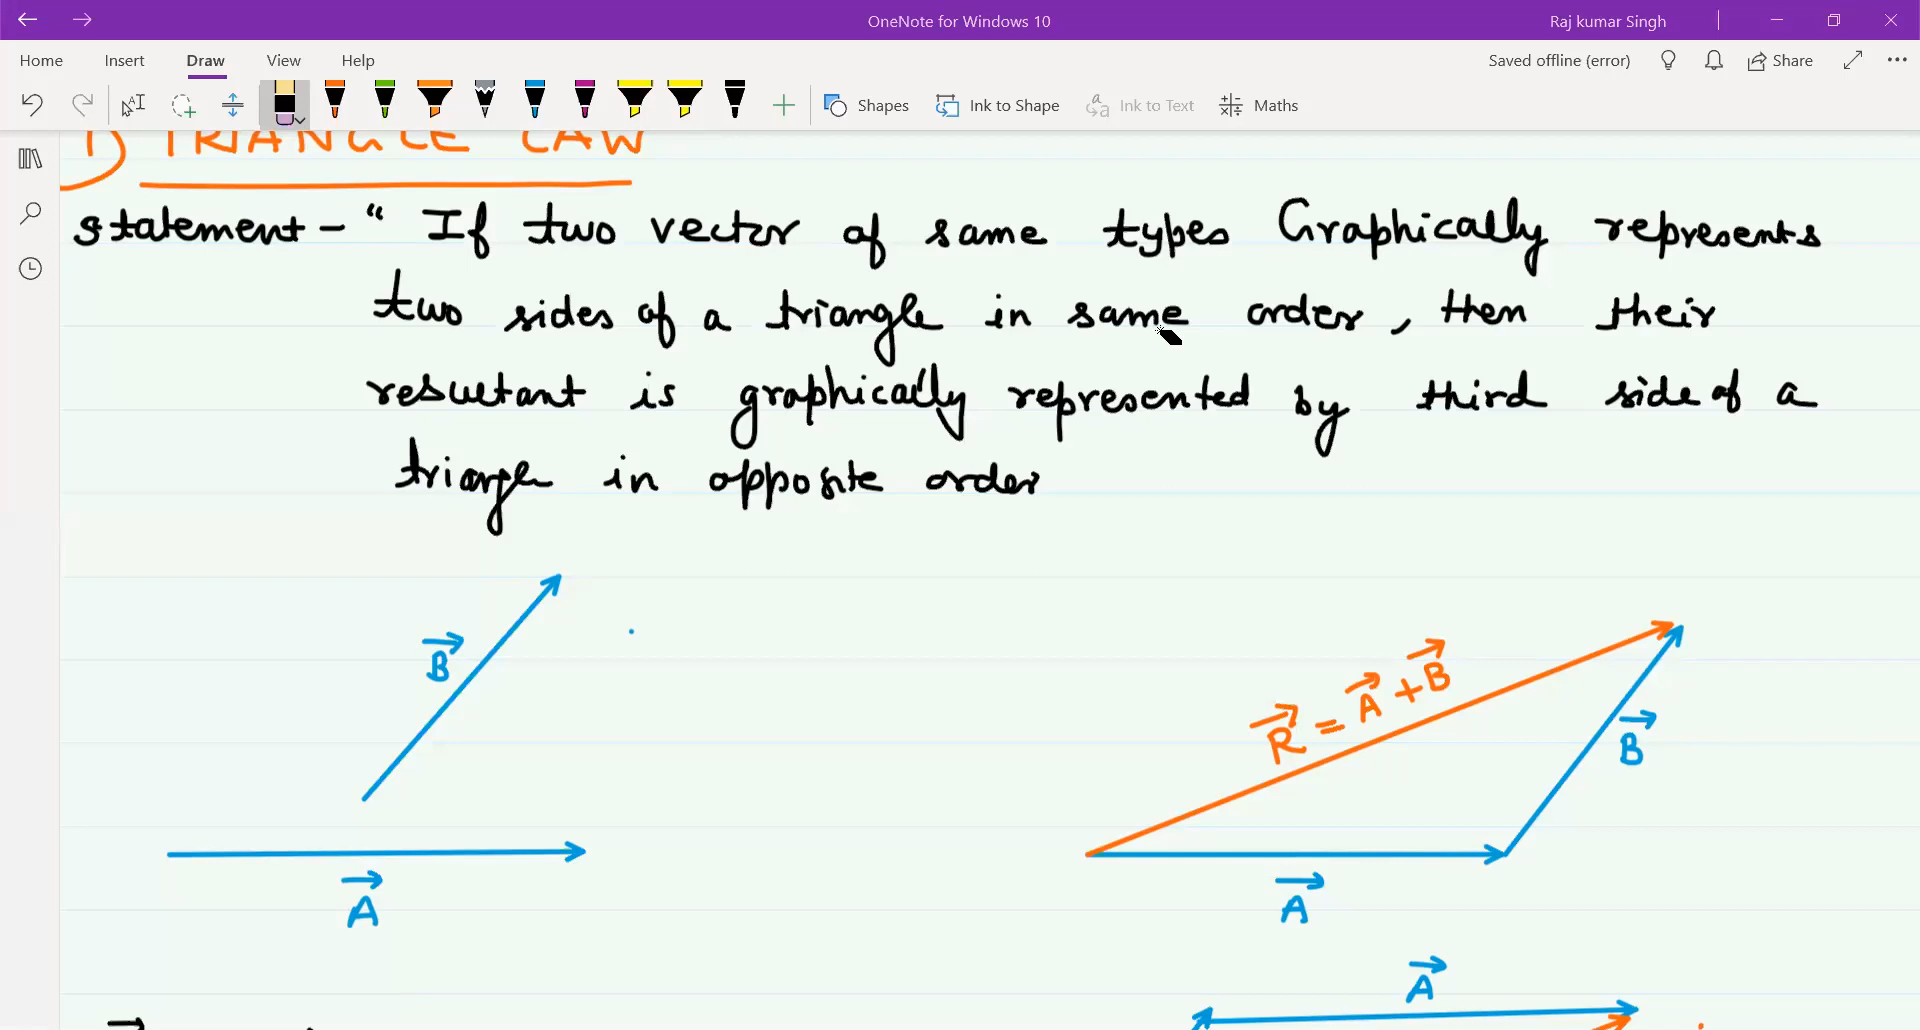 OneNote for Windows 10
Raj kumar Singh
Home Insert Draw View Help
Saved offline (error) Share
Shapes Ink to Shape Ink to Text Maths
1) TRIANGLE LAW
statement - " If two vector of same types Graphically represents
two sides of a triangle in same order, then their
resultant is graphically represented by third side of a
triangle in opposite order
B
R = A + B
B
A
A
A